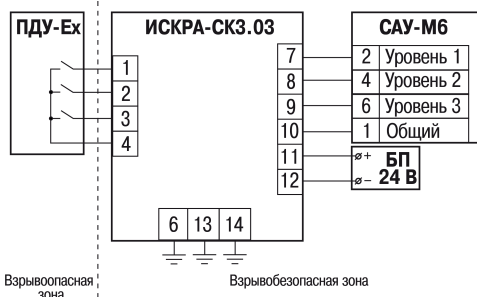 ПДУ-Ex
ИСКРА-СК3.03
САУ-М6
1
2
3
4
7
8
9
10
11
12
2 Уровень 1
4 Уровень 2
6 Уровень 3
1 Общий
+ БП
– 24 В
6 13 14
Взрывоопасная
зона
Взрывобезопасная зона